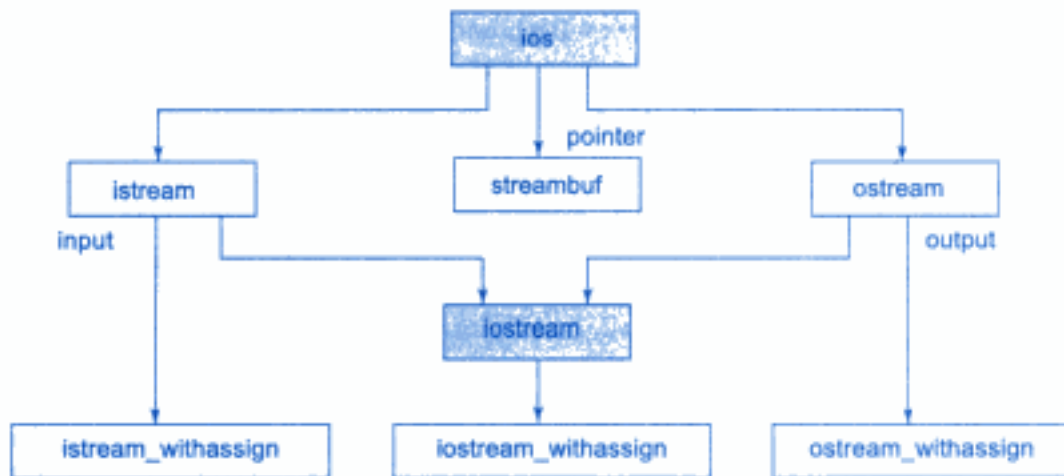 ios
pointer
istream
streambuf
ostream
input
output
iostream
istream_withassign
iostream_withassign
ostream_withassign